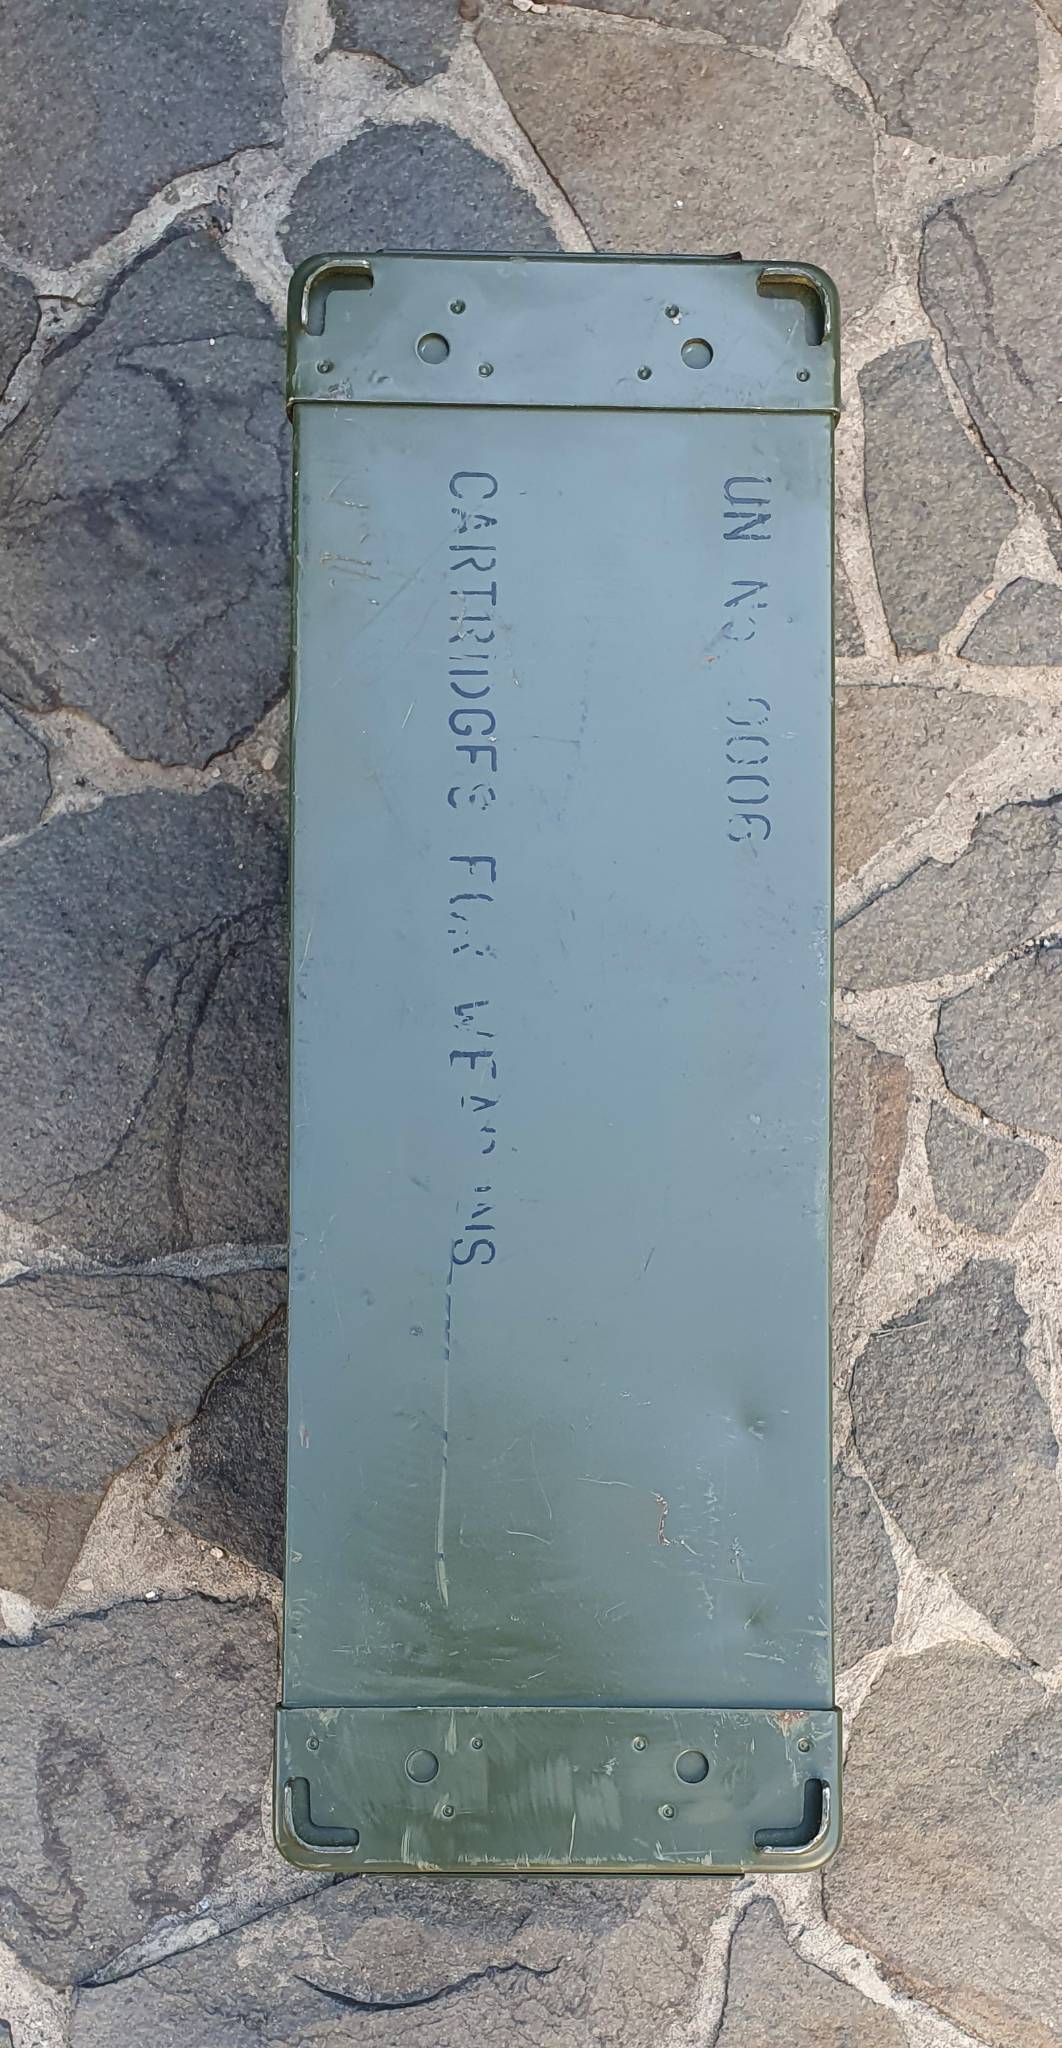 UN NO 0006
CARTRIDGES FOR WEAPONS